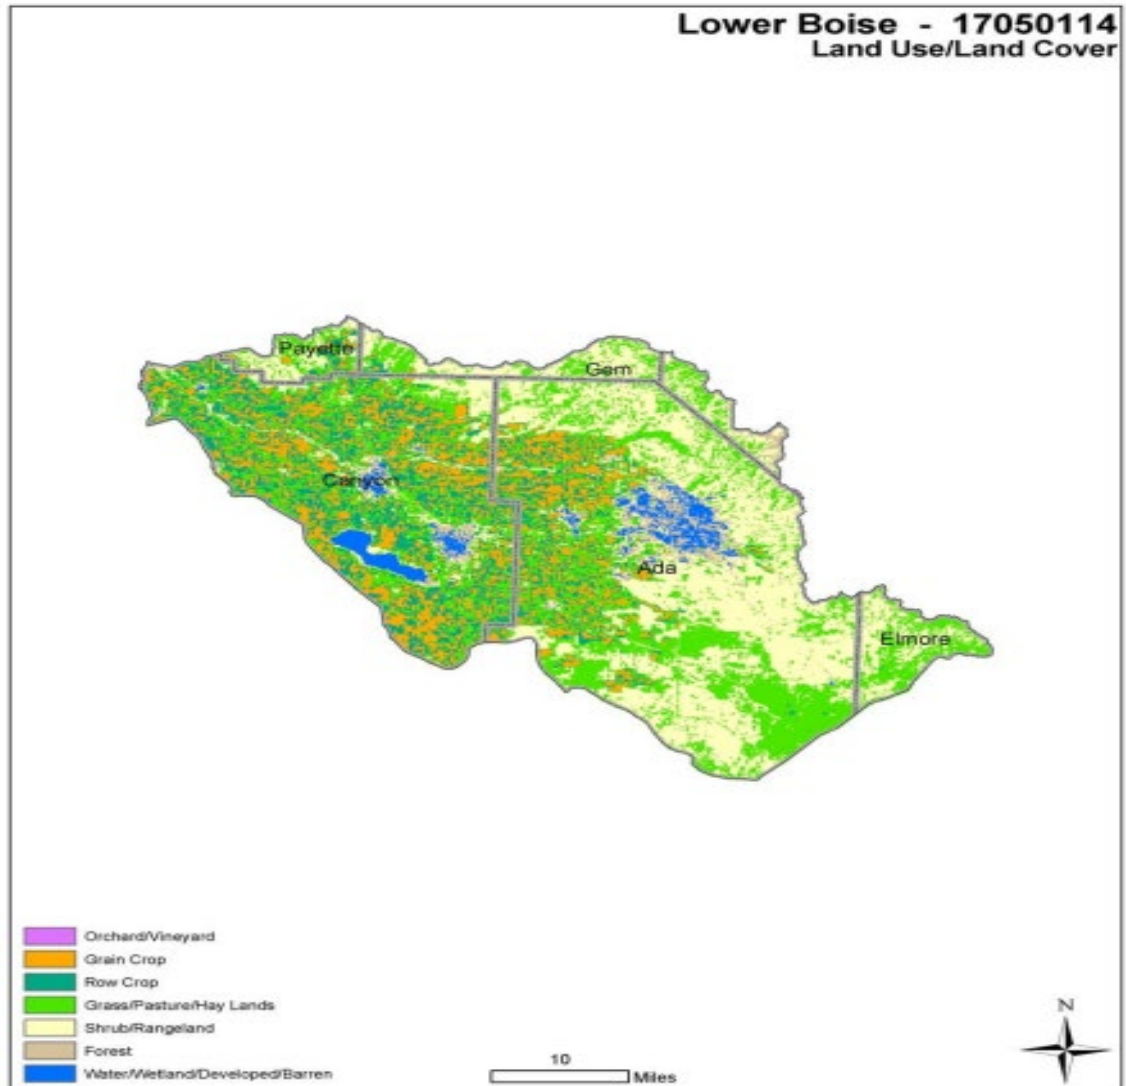 Lower Boise - 17050114
Land Use/Land Cover
Payette
Gem
Canyon
Ada
Elmore
Orchard/Vineyard
Grain Crop
Row Crop
Grass/Pasture/Hay Lands
Shrub/Rangeland
Forest
Water/Wetland/Developed/Barren
10
Miles
N